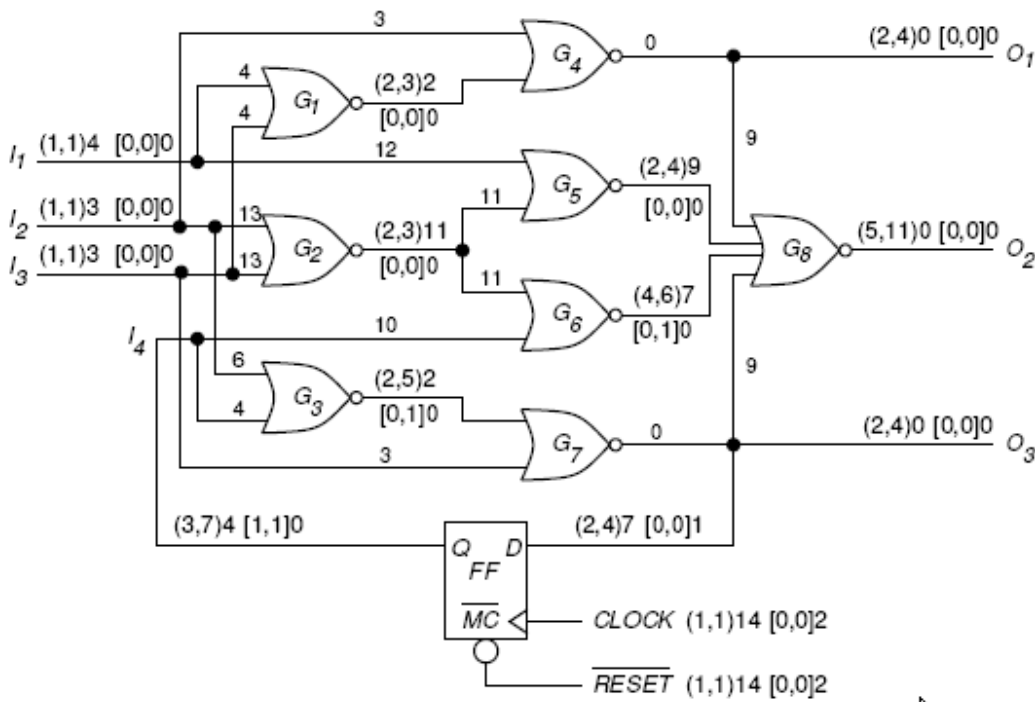 3
0
(2,4)0 [0,0]0
O1
G4
4
(2,3)2
G1
[0,0]0
4
9
I1
(1,1)4 [0,0]0
12
(2,4)9
G5
[0,0]0
I2
(1,1)3 [0,0]0
13
11
(2,3)11
G2
[0,0]0
G8
(5,11)0 [0,0]0
O2
(1,1)3 [0,0]0
I3
13
11
(4,6)7
G6
[0,1]0
I4
10
6
9
(2,5)2
G3
[0,1]0
4
0
(2,4)0 [0,0]0
O3
G7
3
(3,7)4 [1,1]0
(2,4)7 [0,0]1
Q D
FF
MC
CLOCK (1,1)14 [0,0]2
RESET (1,1)14 [0,0]2